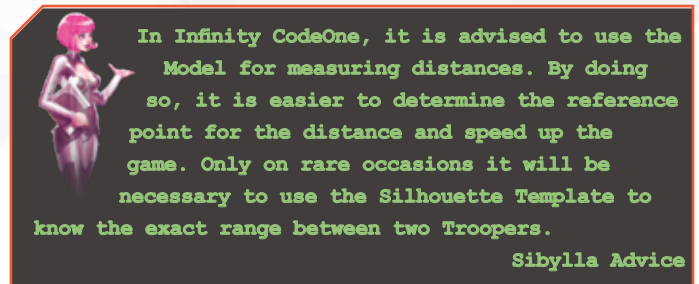 In Infinity CodeOne, it is advised to use the
Model for measuring distances. By doing
so, it is easier to determine the reference
point for the distance and speed up the
game. Only on rare occasions it will be
necessary to use the Silhouette Template to
know the exact range between two Troopers.
Sibylla Advice